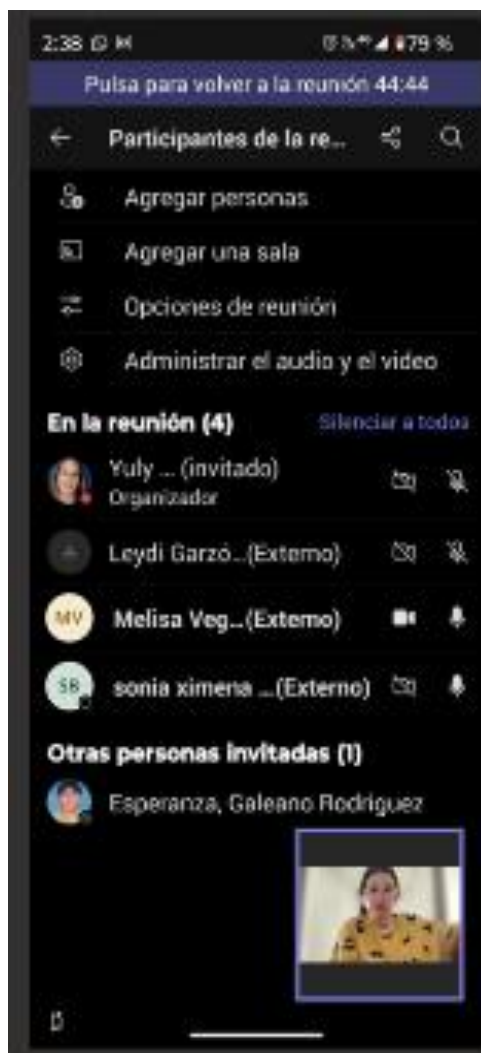 2:38
79 %
Pulsa para volver a la reunión 44:44
Participantes de la re...
Agregar personas
Agregar una sala
Opciones de reunión
Administrar el audio y el video
En la reunión (4) Silenciar a todos
Yuly ... (invitado)
Organizador
Leydi Garzó...(Externo)
MV Melisa Veg...(Externo)
SB sonia ximena ...(Externo)
Otras personas invitadas (1)
Esperanza, Galeano Rodriguez